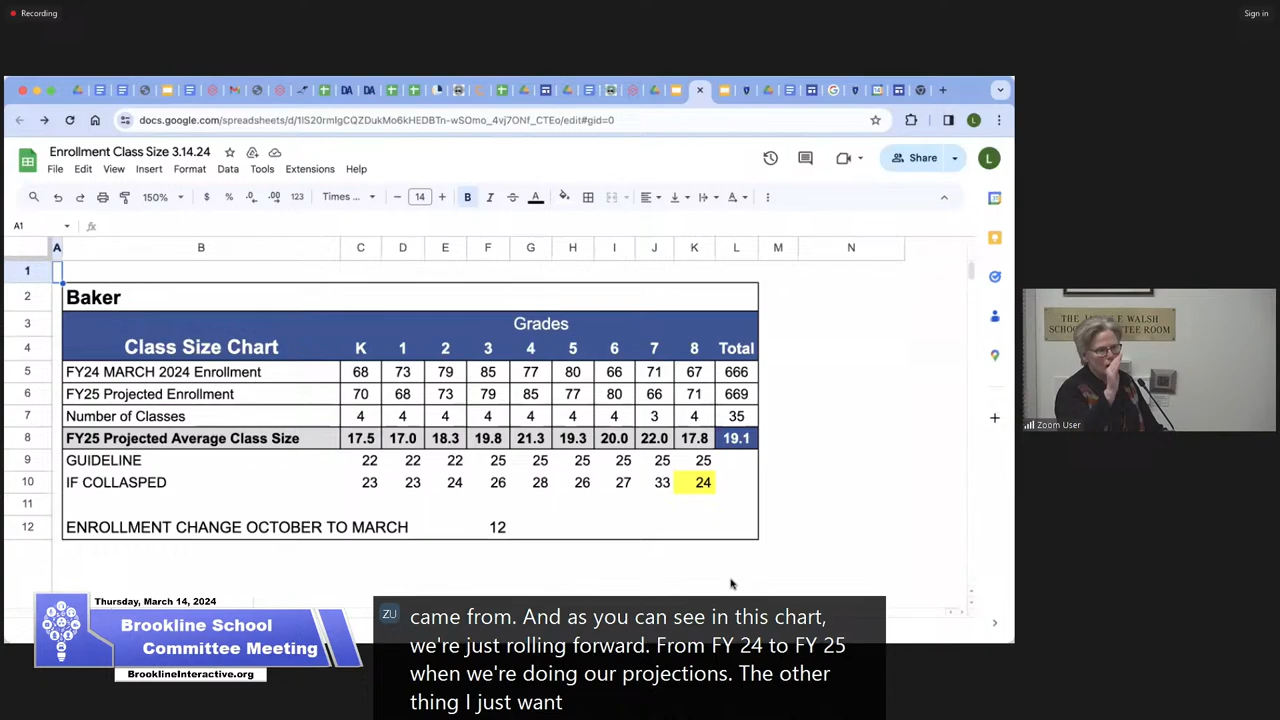 Recording
Sign in
docs.google.com/spreadsheets/d/1lS20rmlgCQZDukMo6kHEDBTn-wSOmo_4vj7ONf_CTEo/edit#gid=0
Enrollment Class Size 3.14.24
File Edit View Insert Format Data Tools Extensions Help
Share
L
150% $ % .0 .00 123 Times ... 14 B I A
A1 fx
A B C D E F G H I J K L M N
1
2 Baker
3 Grades
4 Class Size Chart K 1 2 3 4 5 6 7 8 Total
5 FY24 MARCH 2024 Enrollment 68 73 79 85 77 80 66 71 67 666
6 FY25 Projected Enrollment 70 68 73 79 85 77 80 66 71 669
7 Number of Classes 4 4 4 4 4 4 4 3 4 35
8 FY25 Projected Average Class Size 17.5 17.0 18.3 19.8 21.3 19.3 20.0 22.0 17.8 19.1
9 GUIDELINE 22 22 22 25 25 25 25 25 25
10 IF COLLASPED 23 23 24 26 28 26 27 33 24
11
12 ENROLLMENT CHANGE OCTOBER TO MARCH 12
Zoom User
Thursday, March 14, 2024
Brookline School
Committee Meeting
BrooklineInteractive.org
ZU
came from. And as you can see in this chart,
we're just rolling forward. From FY 24 to FY 25
when we're doing our projections. The other
thing I just want